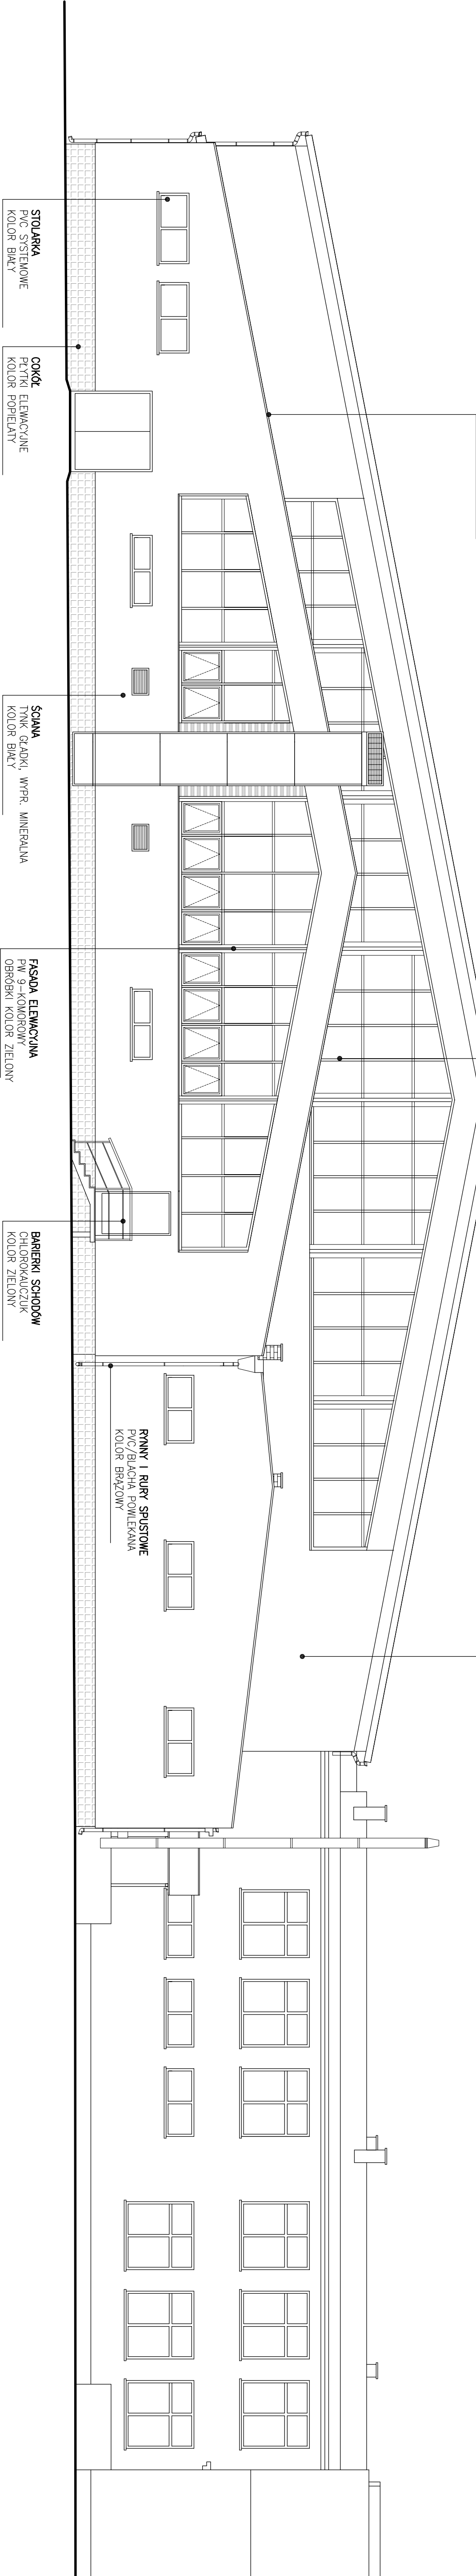 STOLARKA
PVC SYSTEMOWE
KOLOR BIAŁY
COKÓŁ
PŁYTKI ELEWACYJNE
KOLOR POPIELATY
ŚCIANA
TYNK GŁADKI, WYPR. MINERALNA
KOLOR BIAŁY
FASADA ELEWACYJNA
PW 9-KOMOROWY
OBRÓBKI KOLOR ZIELONY
BARIERKI SCHODÓW
CHLOROKAUCZUK
KOLOR ZIELONY
RYNNY I RURY SPUSTOWE
PVC/BLACHA POWLEKANA
KOLOR BRĄZOWY